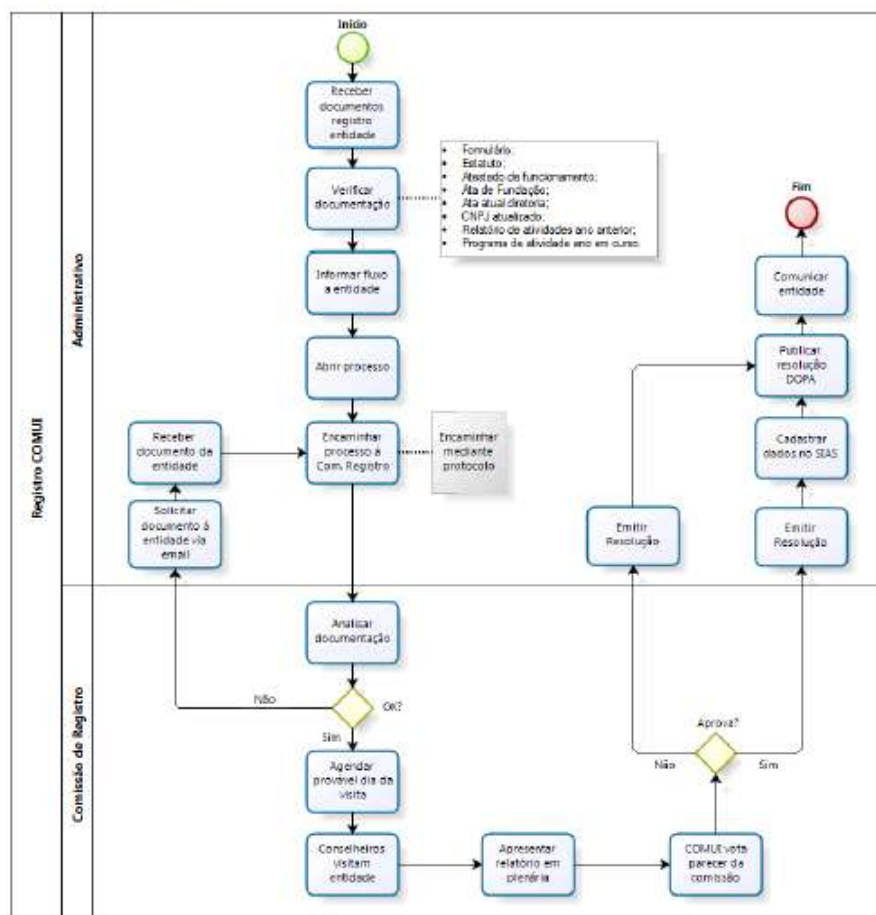 Registro COMUI
Administrativo
Comissão de Registro
Início
Receber
documentos
registro
entidade
Verificar
documentação
• Formulário;
• Estatuto;
• Atestado de funcionamento;
• Ata de Fundação;
• Ata atual diretoria;
• CNPJ atualizado;
• Relatório de atividades ano anterior;
• Programa de atividade ano em curso.
Informar fluxo
a entidade
Abrir processo
Encaminhar
processo à
Com. Registro
Encaminhar
mediante
protocolo
Receber
documento da
entidade
Solicitar
documento à
entidade via
email
Analisar
documentação
OK?
Não
Sim
Agendar
provável dia da
visita
Conselheiros
visitam
entidade
Apresentar
relatório em
plenária
COMUI vota
parecer da
comissão
Aprova?
Não
Sim
Emitir
Resolução
Emitir
Resolução
Cadastrar
dados no SIAS
Publicar
resolução
DOPA
Comunicar
entidade
Fim